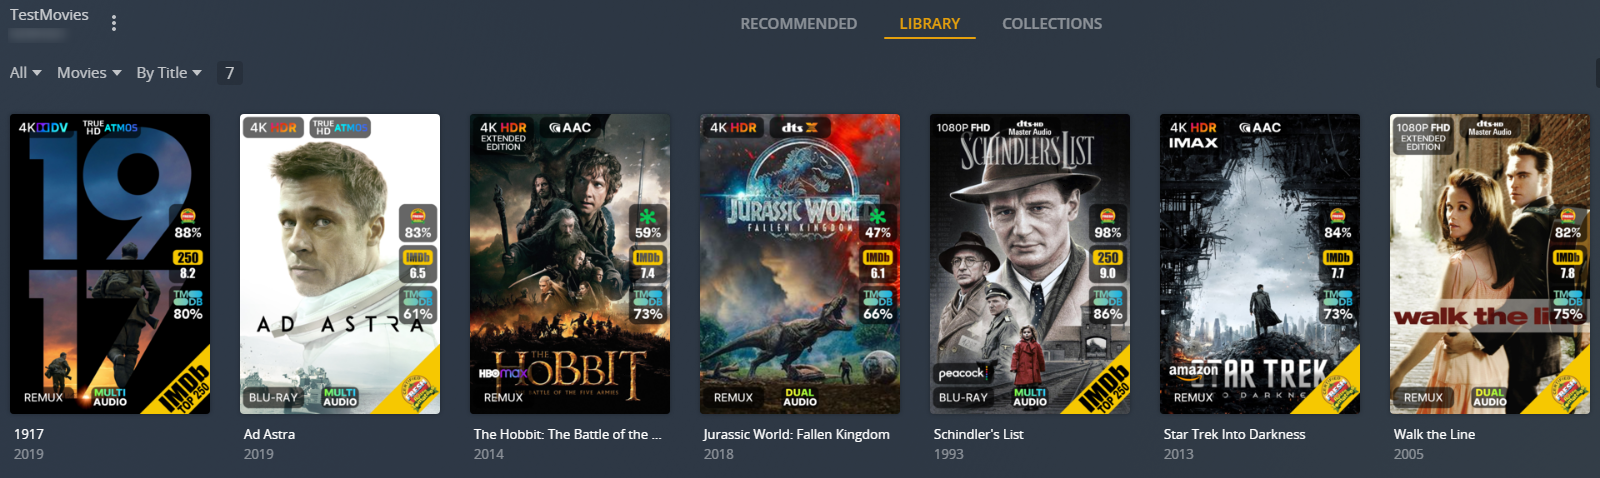 TestMovies
RECOMMENDED
LIBRARY
COLLECTIONS
All
Movies
By Title
7
4K DV
TRUE HD ATMOS
19
17
88%
250
8.2
TMDB
80%
REMUX
MULTI AUDIO
IMDb TOP 250
1917
2019
4K HDR
TRUE HD ATMOS
83%
IMDb
6.5
TMDB
61%
AD ASTRA
BLU-RAY
MULTI AUDIO
Ad Astra
2019
4K HDR
EXTENDED EDITION
AAC
59%
IMDb
7.4
TMDB
73%
THE HOBBIT
BATTLE OF THE FIVE ARMIES
HBOmax
REMUX
The Hobbit: The Battle of the ...
2014
4K HDR
dts X
JURASSIC WORLD
FALLEN KINGDOM
47%
IMDb
6.1
TMDB
66%
REMUX
DUAL AUDIO
Jurassic World: Fallen Kingdom
2018
1080P FHD
dts-HD Master Audio
SCHINDLER'S LIST
98%
250
9.0
TMDB
86%
peacock
BLU-RAY
MULTI AUDIO
IMDb TOP 250
Schindler's List
1993
4K HDR
IMAX
AAC
84%
IMDb
7.7
TMDB
73%
amazon
STAR TREK
REMUX
Star Trek Into Darkness
2013
1080P FHD
EXTENDED EDITION
dts-HD Master Audio
82%
IMDb
7.8
TMDB
75%
walk the line
REMUX
DUAL AUDIO
Walk the Line
2005